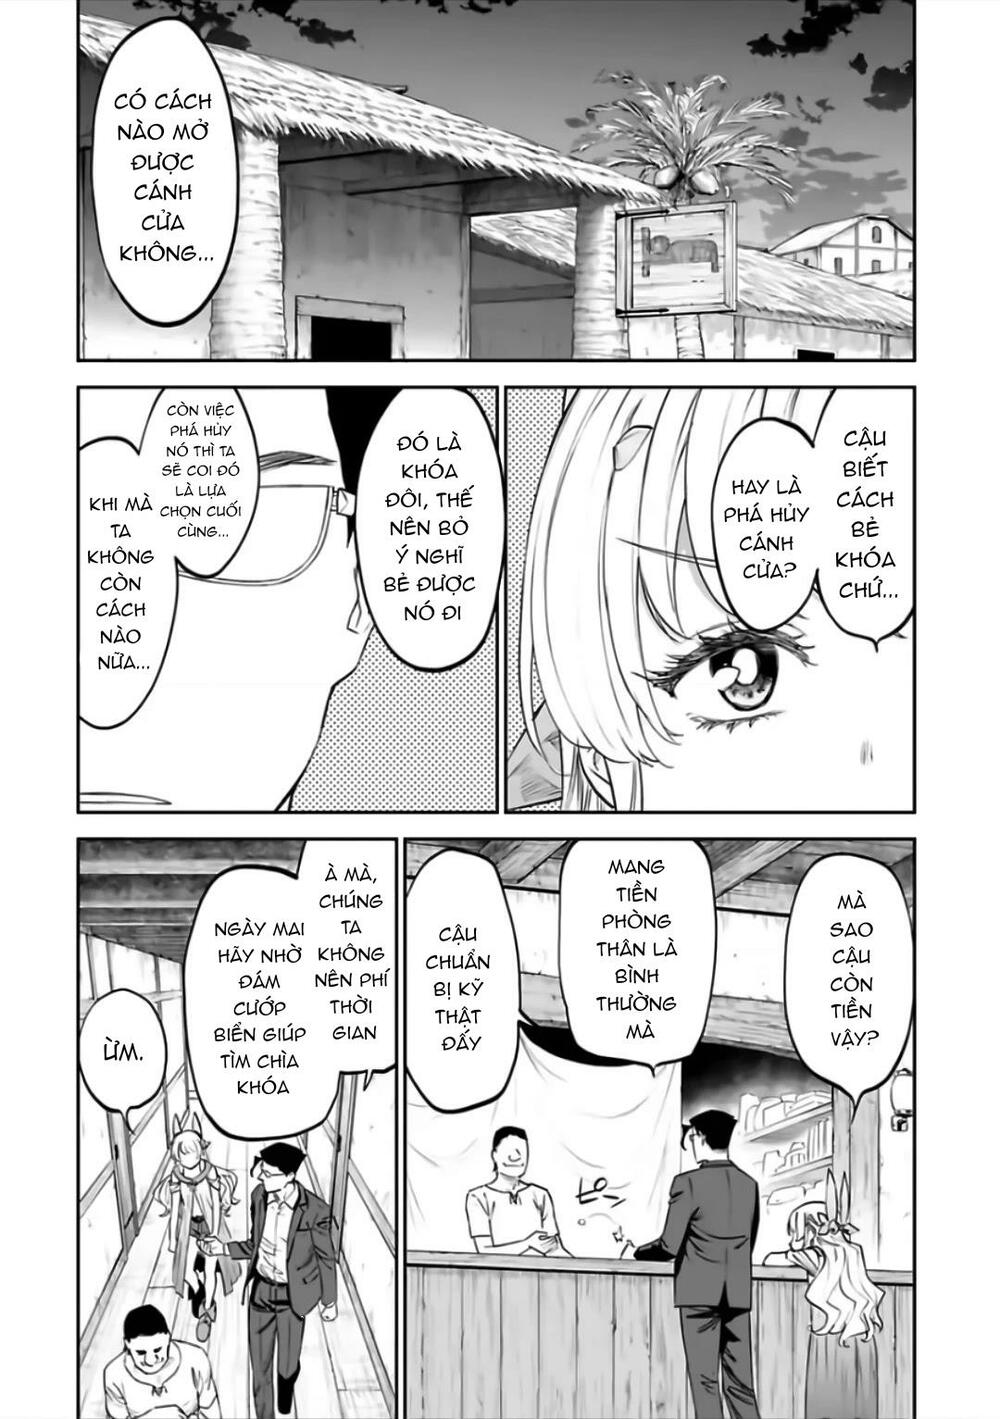 CÓ CÁCH
NÀO MỞ
ĐƯỢC
CÁNH
CỬA
KHÔNG...
CẬU
BIẾT
CÁCH
BẺ
KHÓA
CHỨ...
HAY LÀ
PHÁ HỦY
CÁNH
CỬA?
ĐÓ LÀ
KHÓA
ĐÔI, THẾ
NÊN BỎ
Ý NGHĨ
BẺ ĐƯỢC
NÓ ĐI
CÒN VIỆC
PHÁ HỦY
NÓ THÌ TA
SẼ COI ĐÓ
LÀ LỰA
CHỌN CUỐI
CÙNG...
KHI MÀ
TA
KHÔNG
CÒN
CÁCH
NÀO
NỮA...
MÀ
SAO
CẬU
CÒN
TIỀN
VẬY?
MANG
TIỀN
PHÒNG
THÂN LÀ
BÌNH
THƯỜNG
MÀ
CẬU
CHUẨN
BỊ KỸ
THẬT
ĐẤY
ピーン
À MÀ,
CHÚNG
TA
KHÔNG
NÊN PHÍ
THỜI
GIAN
NGÀY MAI
HÃY NHỜ
ĐÁM
CƯỚP
BIỂN GIÚP
TÌM CHÌA
KHÓA
ỪM.